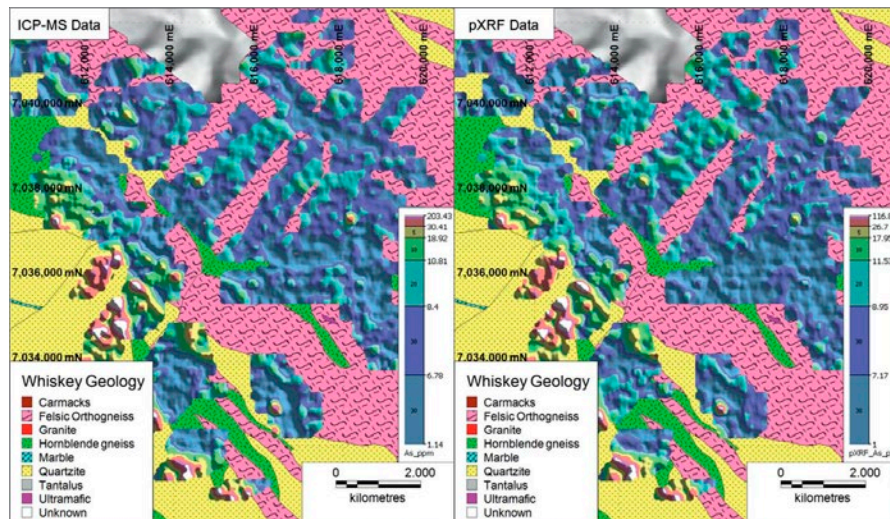 ICP-MS Data
612,000 mE
614,000 mE
616,000 mE
618,000 mE
620,000 mE
7,040,000 mN
7,038,000 mN
7,036,000 mN
7,034,000 mN
203.43
30.41
18.92
10.81
8.4
6.78
1.14
As_ppm
Whiskey Geology
Carmacks
Felsic Orthogneiss
Granite
Hornblende gneiss
Marble
Quartzite
Tantalus
Ultramafic
Unknown
0 2.000
kilometres
pXRF Data
612,000 mE
614,000 mE
616,000 mE
618,000 mE
620,000 mE
7,040,000 mN
7,038,000 mN
7,036,000 mN
7,034,000 mN
26.7
17.95
11.53
8.95
7.17
1
Whiskey Geology
Carmacks
Felsic Orthogneiss
Granite
Hornblende gneiss
Marble
Quartzite
Tantalus
Ultramafic
Unknown
0 2.000
kilometres